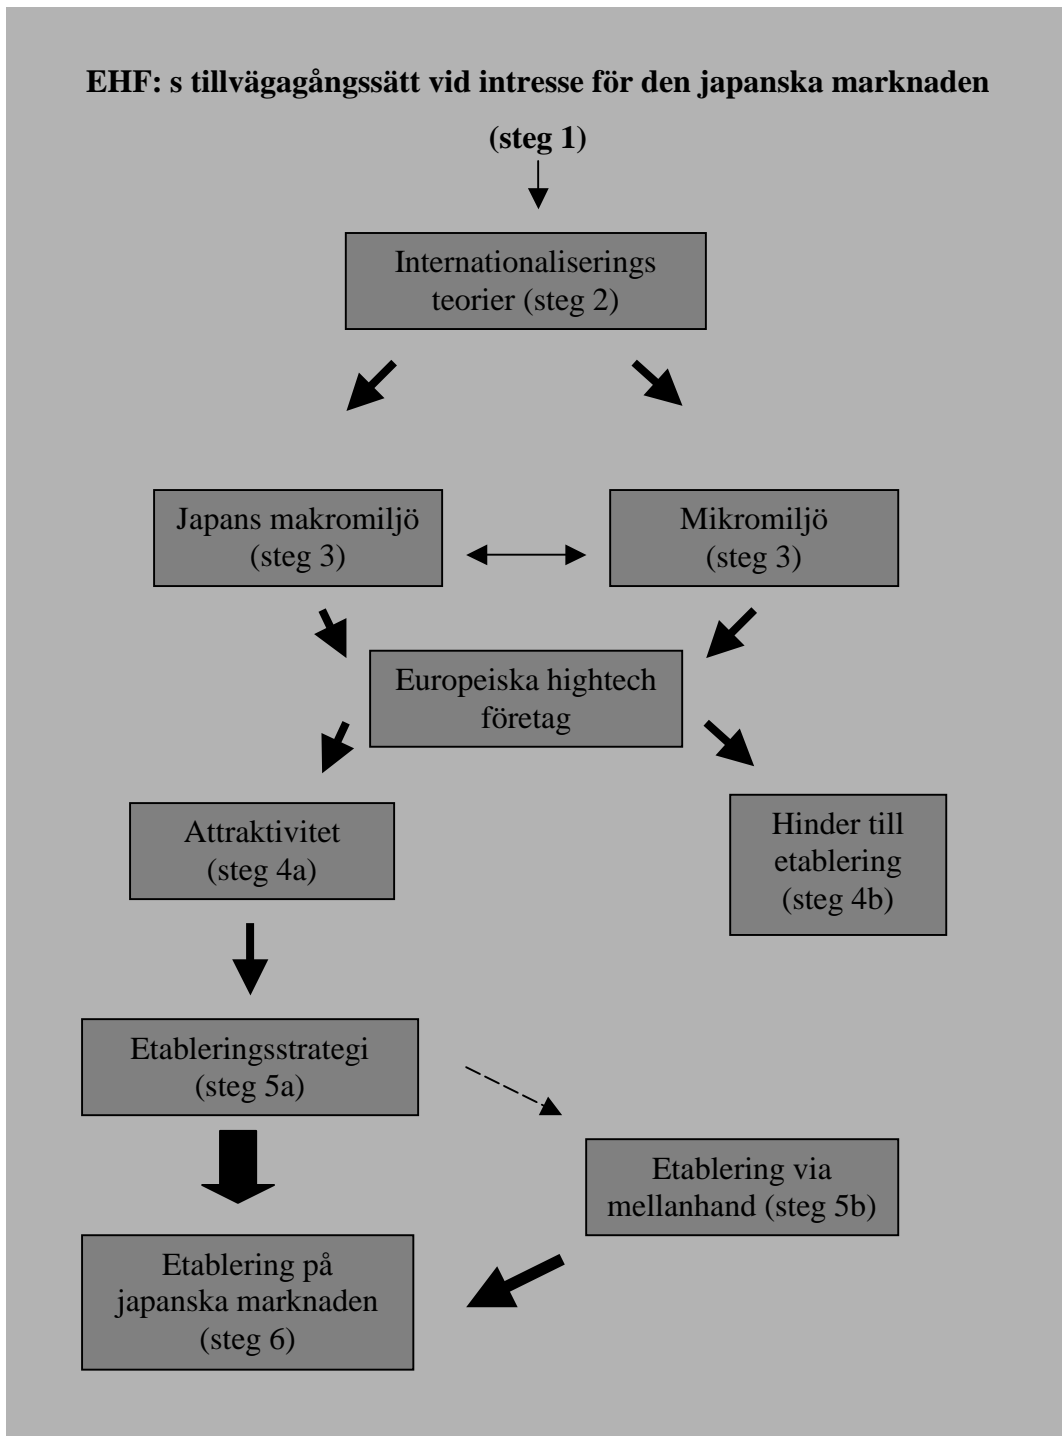 EHF: s tillvägagångssätt vid intresse för den japanska marknaden
(steg 1)
Internationaliserings
teorier (steg 2)
Japans makromiljö
(steg 3)
Mikromiljö
(steg 3)
Europeiska hightech
företag
Attraktivitet
(steg 4a)
Hinder till
etablering
(steg 4b)
Etableringsstrategi
(steg 5a)
Etablering via
mellanhand (steg 5b)
Etablering på
japanska marknaden
(steg 6)